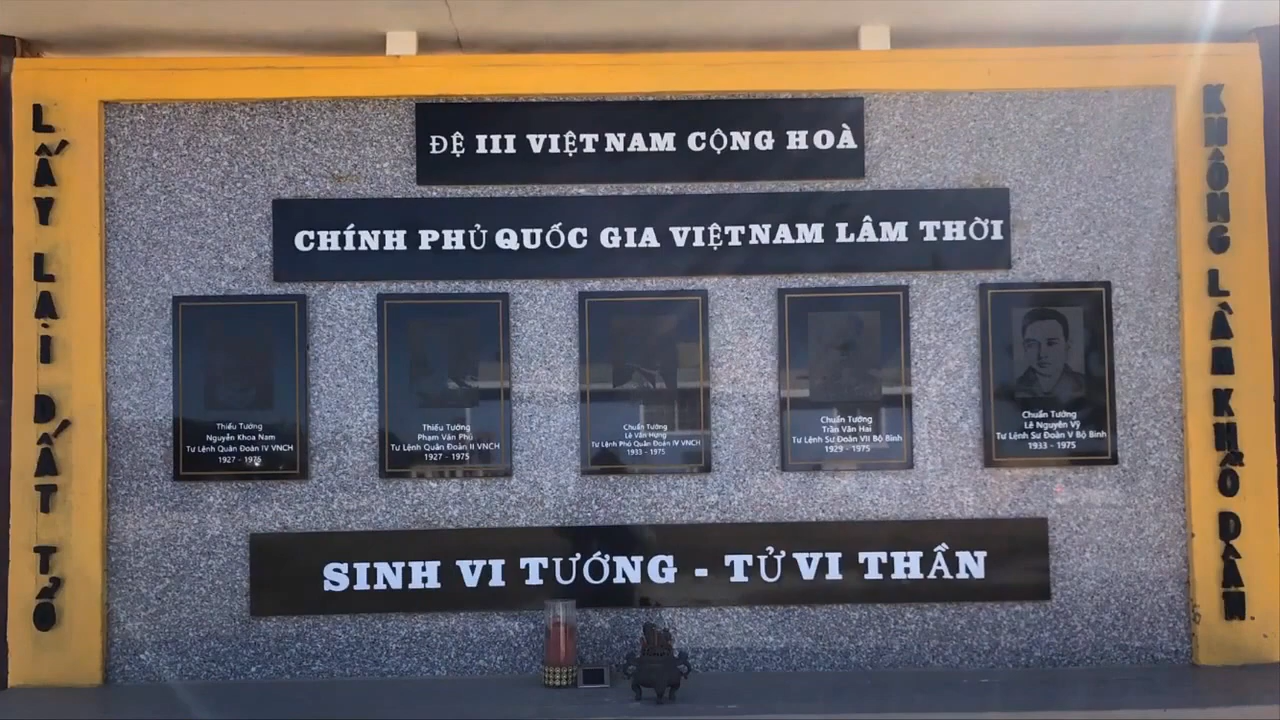 LẤY LẠI DẤT TỔ
ĐỆ III VIỆT NAM CỘNG HOÀ
CHÍNH PHỦ QUỐC GIA VIỆT NAM LÂM THỜI
Thiếu Tướng
Nguyễn Khoa Nam
Tư Lệnh Quân Đoàn IV VNCH
1927 - 1975
Thiếu Tướng
Phạm Văn Phú
Tư Lệnh Quân Đoàn II VNCH
1927 - 1975
Chuẩn Tướng
Lê Văn Hưng
Tư Lệnh Phó Quân Đoàn IV VNCH
1933 - 1975
Chuẩn Tướng
Trần Văn Hai
Tư Lệnh Sư Đoàn VII Bộ Binh
1929 - 1975
Chuẩn Tướng
Lê Nguyên Vỹ
Tư Lệnh Sư Đoàn V Bộ Binh
1933 - 1975
SINH VI TƯỚNG - TỬ VI THẦN
KHÔNG LÀM KHỔ DÂN